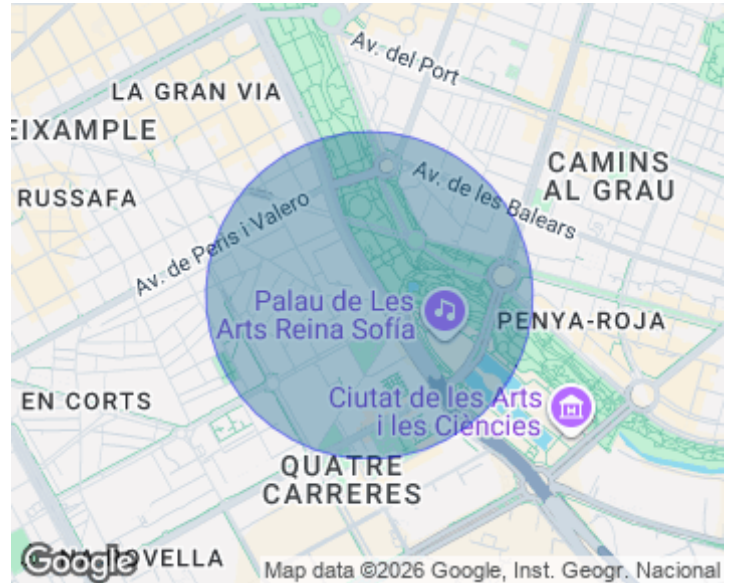 Av. del Port
LA GRAN VIA
EIXAMPLE
CAMINS
AL GRAU
Av. de les Balears
RUSSAFA
Av. de Peris i Valero
Palau de Les
Arts Reina Sofía
PENYA-ROJA
EN CORTS
Ciutat de les Arts
i les Ciències
QUATRE
CARRERES
NA ROVELLA
Google
Map data ©2026 Google, Inst. Geogr. Nacional